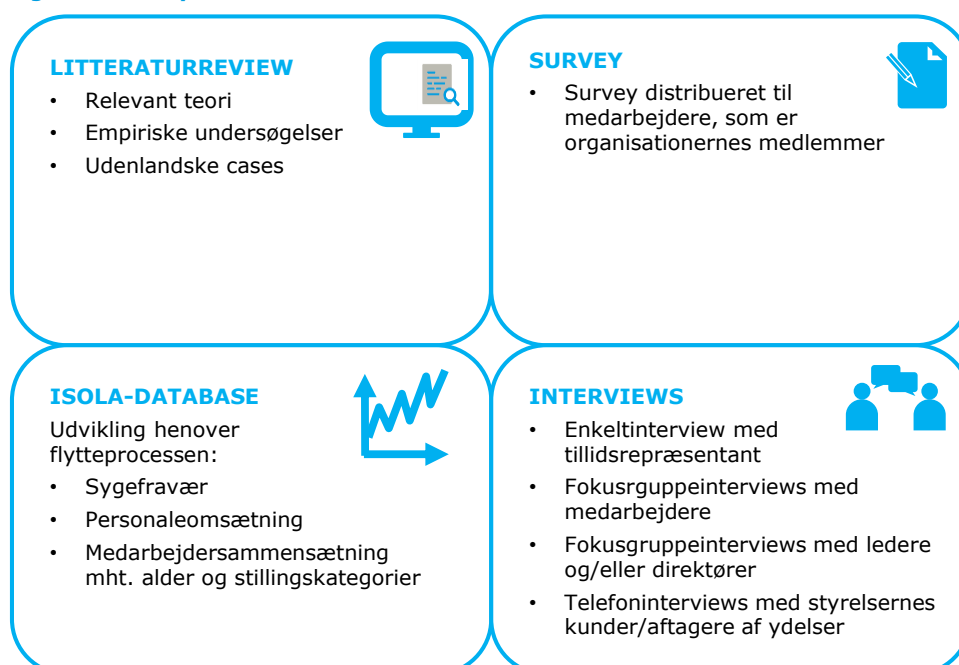 LITTERATURREVIEW
• Relevant teori
• Empiriske undersøgelser
• Udenlandske cases
SURVEY
• Survey distribueret til
medarbejdere, som er
organisationernes medlemmer
ISOLA-DATABASE
Udvikling henover
flytteprocessen:
• Sygefravær
• Personaleomsætning
• Medarbejdersammensætning
mht. alder og stillingskategorier
INTERVIEWS
• Enkeltinterview med
tillidsrepræsentant
• Fokusrguppeinterviews med
medarbejdere
• Fokusgruppeinterviews med ledere
og/eller direktører
• Telefoninterviews med styrelsernes
kunder/aftagere af ydelser